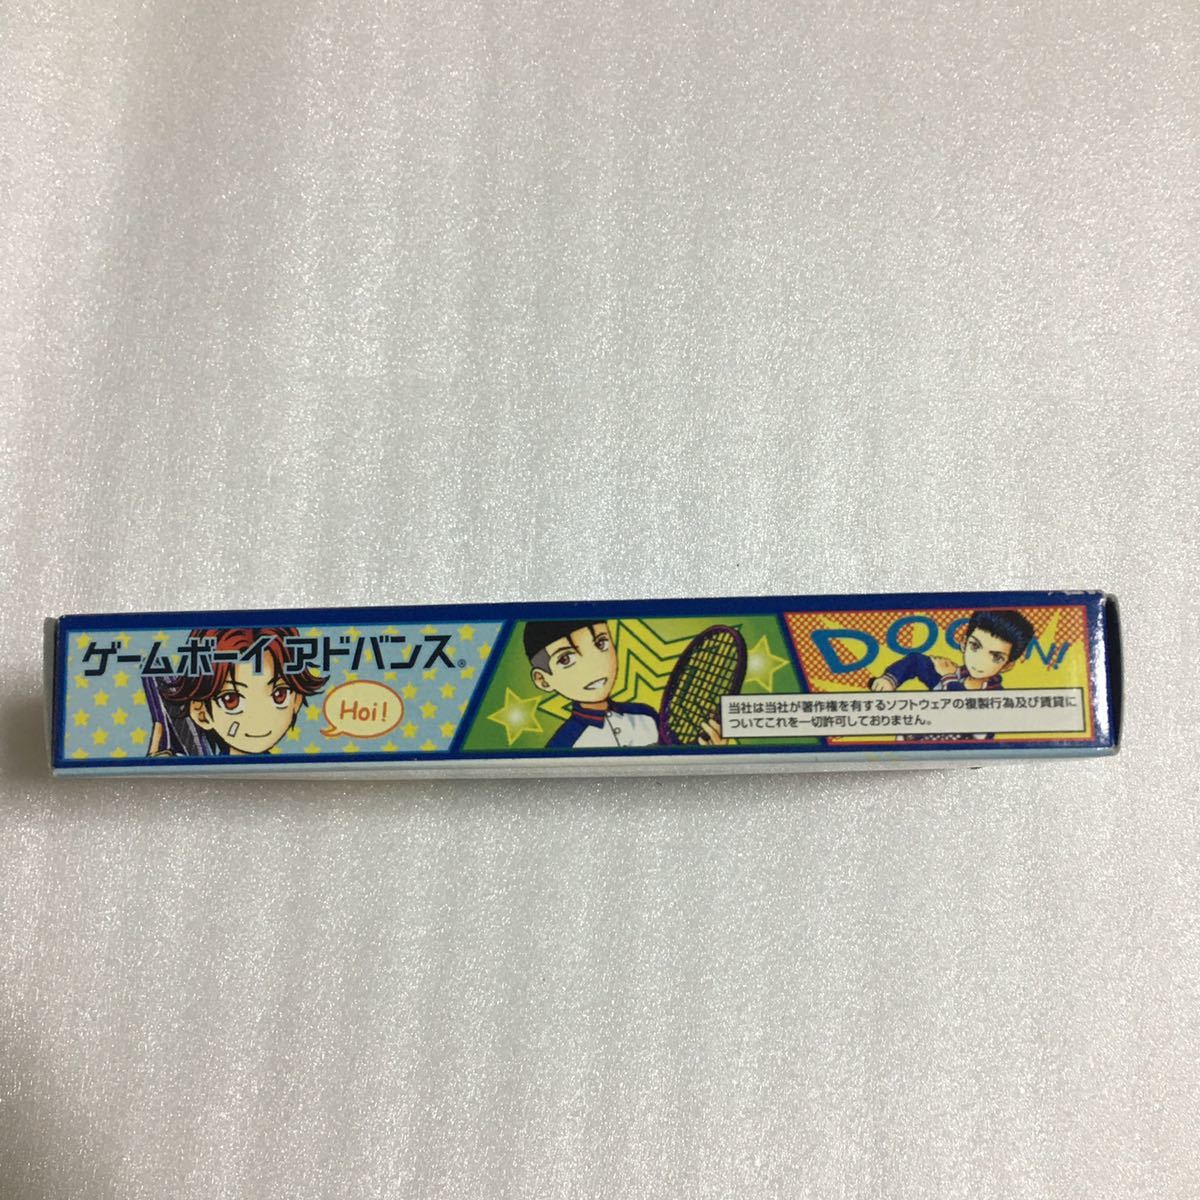 ゲームボーイ アドバンス®
Hoi!
DOOON!
当社は当社が著作権を有するソフトウェアの複製行為及び賃貸に
ついてこれを一切許可しておりません。